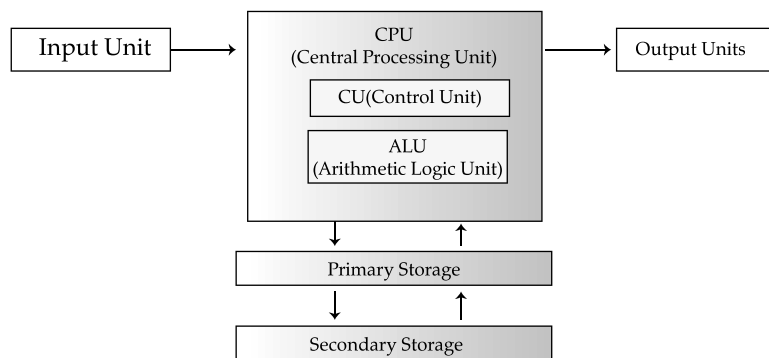 Input Unit
CPU
(Central Processing Unit)
CU(Control Unit)
ALU
(Arithmetic Logic Unit)
Output Units
Primary Storage
Secondary Storage